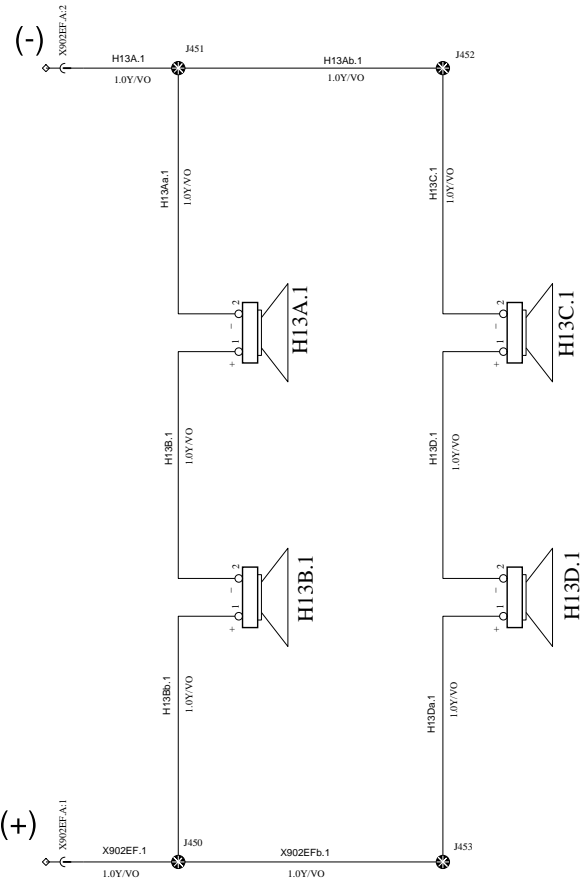 (-)
X902EF.A:2
H13A.1
1.0Y/VO
J451
H13Ab.1
1.0Y/VO
J452
H13Aa.1
1.0Y/VO
H13C.1
1.0Y/VO
2
−
1
+
H13A.1
2
−
1
+
H13C.1
H13B.1
1.0Y/VO
H13D.1
1.0Y/VO
2
−
1
+
H13B.1
2
−
1
+
H13D.1
H13Bb.1
1.0Y/VO
H13Da.1
1.0Y/VO
(+)
X902EF.A:1
X902EF.1
1.0Y/VO
J450
X902EFb.1
1.0Y/VO
J453